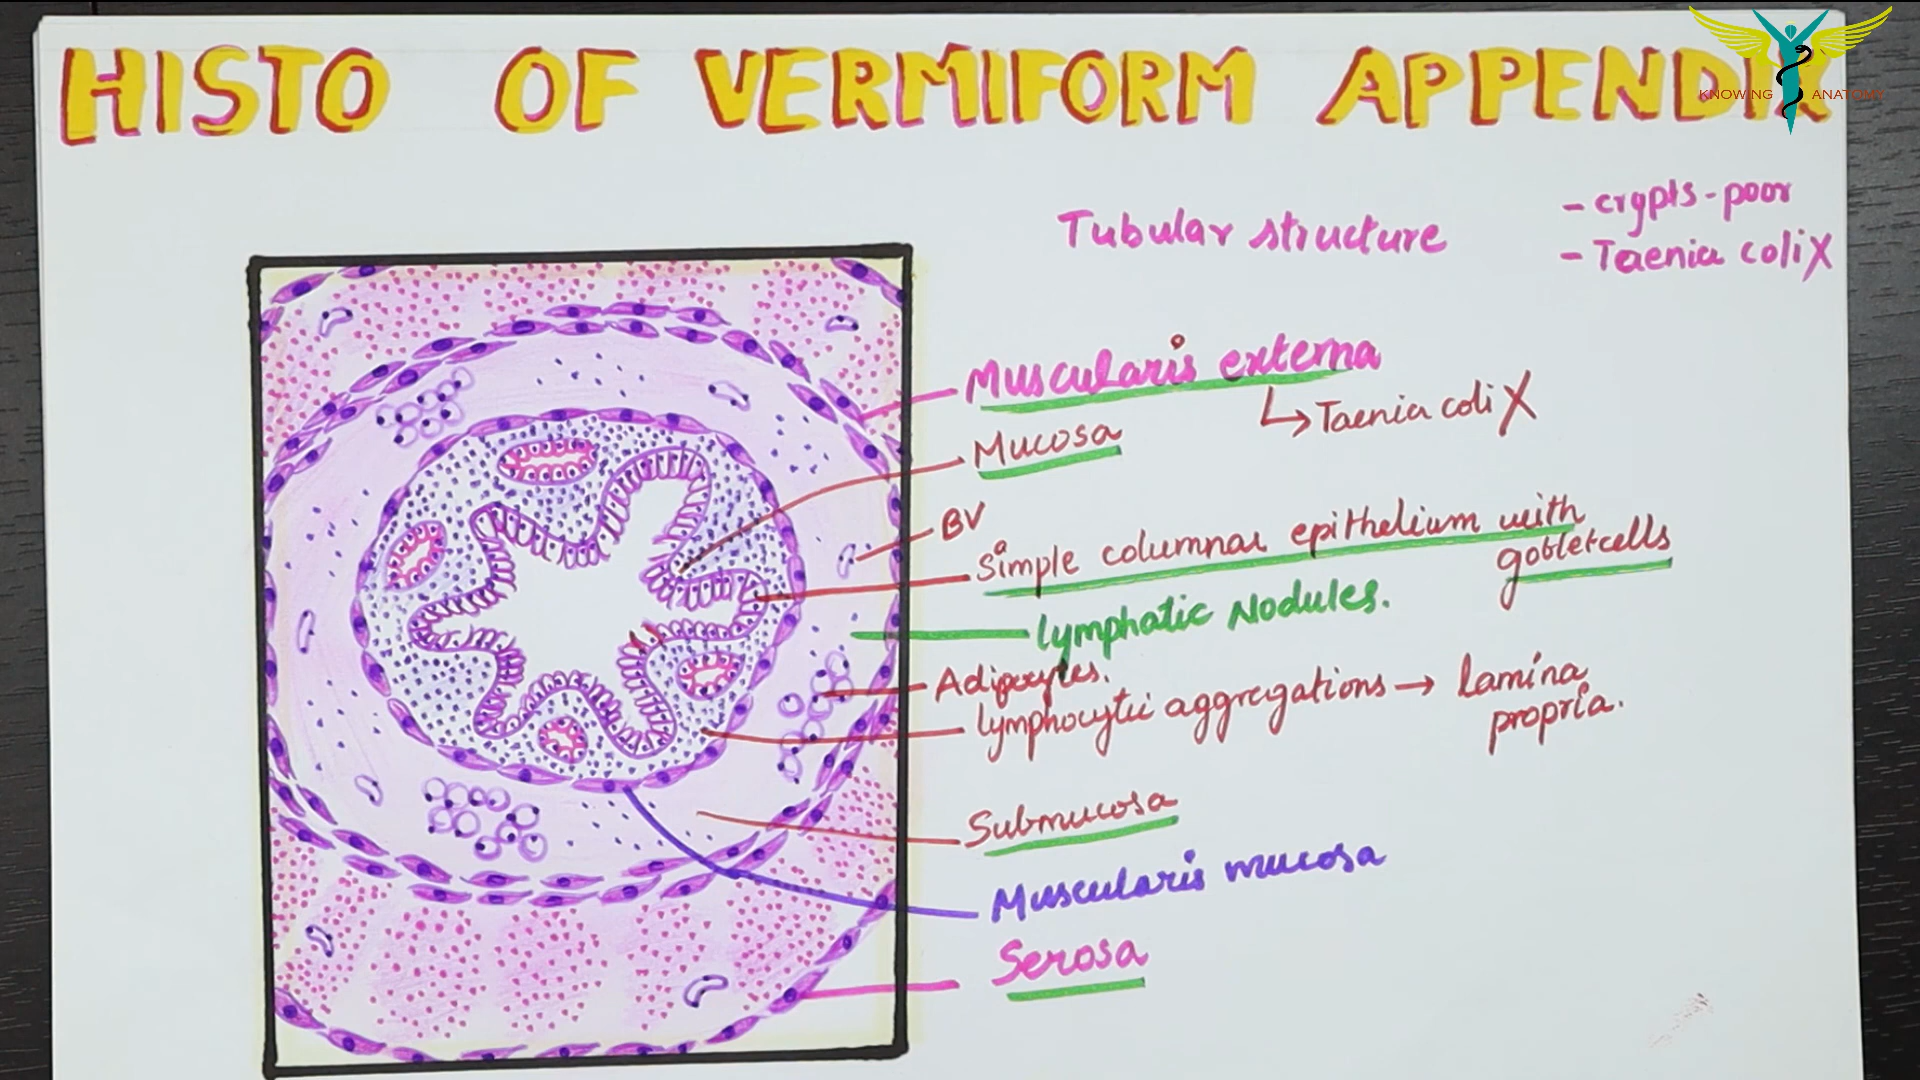 HISTO OF VERMIFORM APPENDIX
KNOWING ANATOMY
Tubular structure
- crypts - poor
- Taenia coli X
Muscularis externa
↳ Taenia coli X
Mucosa
BV
Simple columnar epithelium with
goblet cells
Lymphatic Nodules.
Adipocytes.
lymphocytic aggregations → lamina
propria.
Submucosa
Muscularis mucosa
Serosa